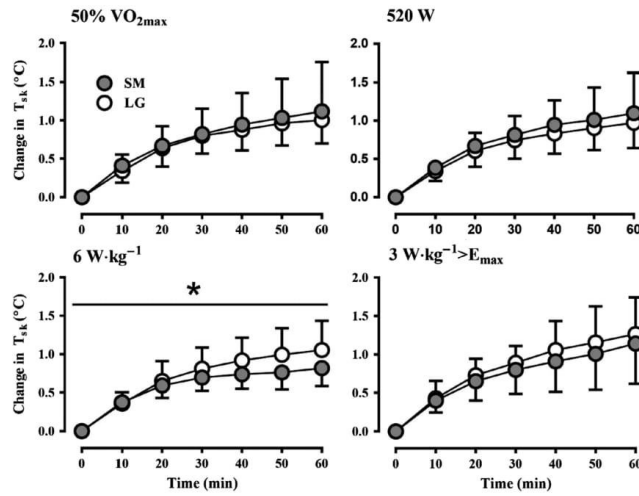 50% VO2max
520 W
Change in Tsk (°C)
2.0
1.5
1.0
0.5
0.0
SM
LG
0 10 20 30 40 50 60
2.0
1.5
1.0
0.5
0.0
0 10 20 30 40 50 60
6 W·kg−1
3 W·kg−1>Emax
Change in Tsk (°C)
2.0
1.5
1.0
0.5
0.0
*
0 10 20 30 40 50 60
Time (min)
2.0
1.5
1.0
0.5
0.0
0 10 20 30 40 50 60
Time (min)